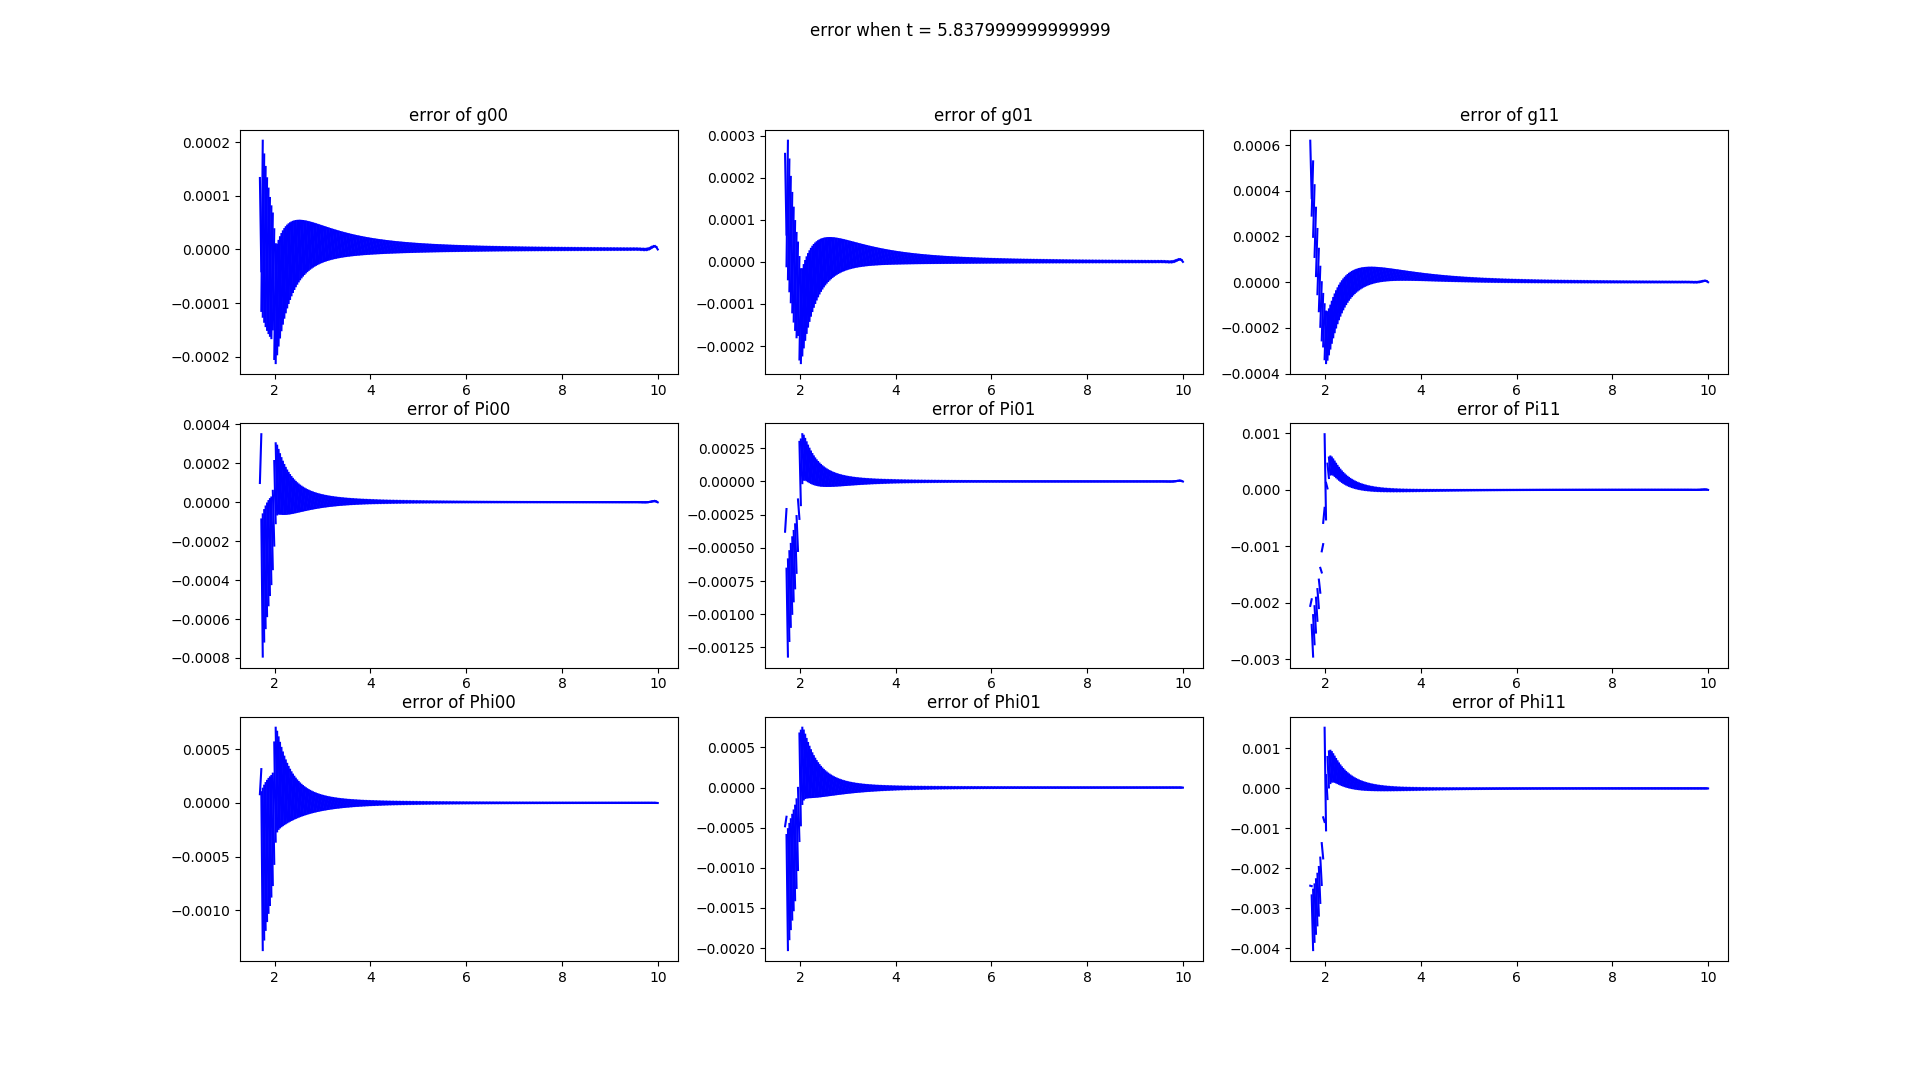 error when t = 5.837999999999999
error of g00
error of g01
error of g11
0.0002
0.0001
0.0000
−0.0001
−0.0002
2 4 6 8 10
0.0003
0.0002
0.0001
0.0000
−0.0001
−0.0002
2 4 6 8 10
0.0006
0.0004
0.0002
0.0000
−0.0002
−0.0004
2 4 6 8 10
error of Pi00
error of Pi01
error of Pi11
0.0004
0.0002
0.0000
−0.0002
−0.0004
−0.0006
−0.0008
2 4 6 8 10
0.00025
0.00000
−0.00025
−0.00050
−0.00075
−0.00100
−0.00125
2 4 6 8 10
0.001
0.000
−0.001
−0.002
−0.003
2 4 6 8 10
error of Phi00
error of Phi01
error of Phi11
0.0005
0.0000
−0.0005
−0.0010
2 4 6 8 10
0.0005
0.0000
−0.0005
−0.0010
−0.0015
−0.0020
2 4 6 8 10
0.001
0.000
−0.001
−0.002
−0.003
−0.004
2 4 6 8 10